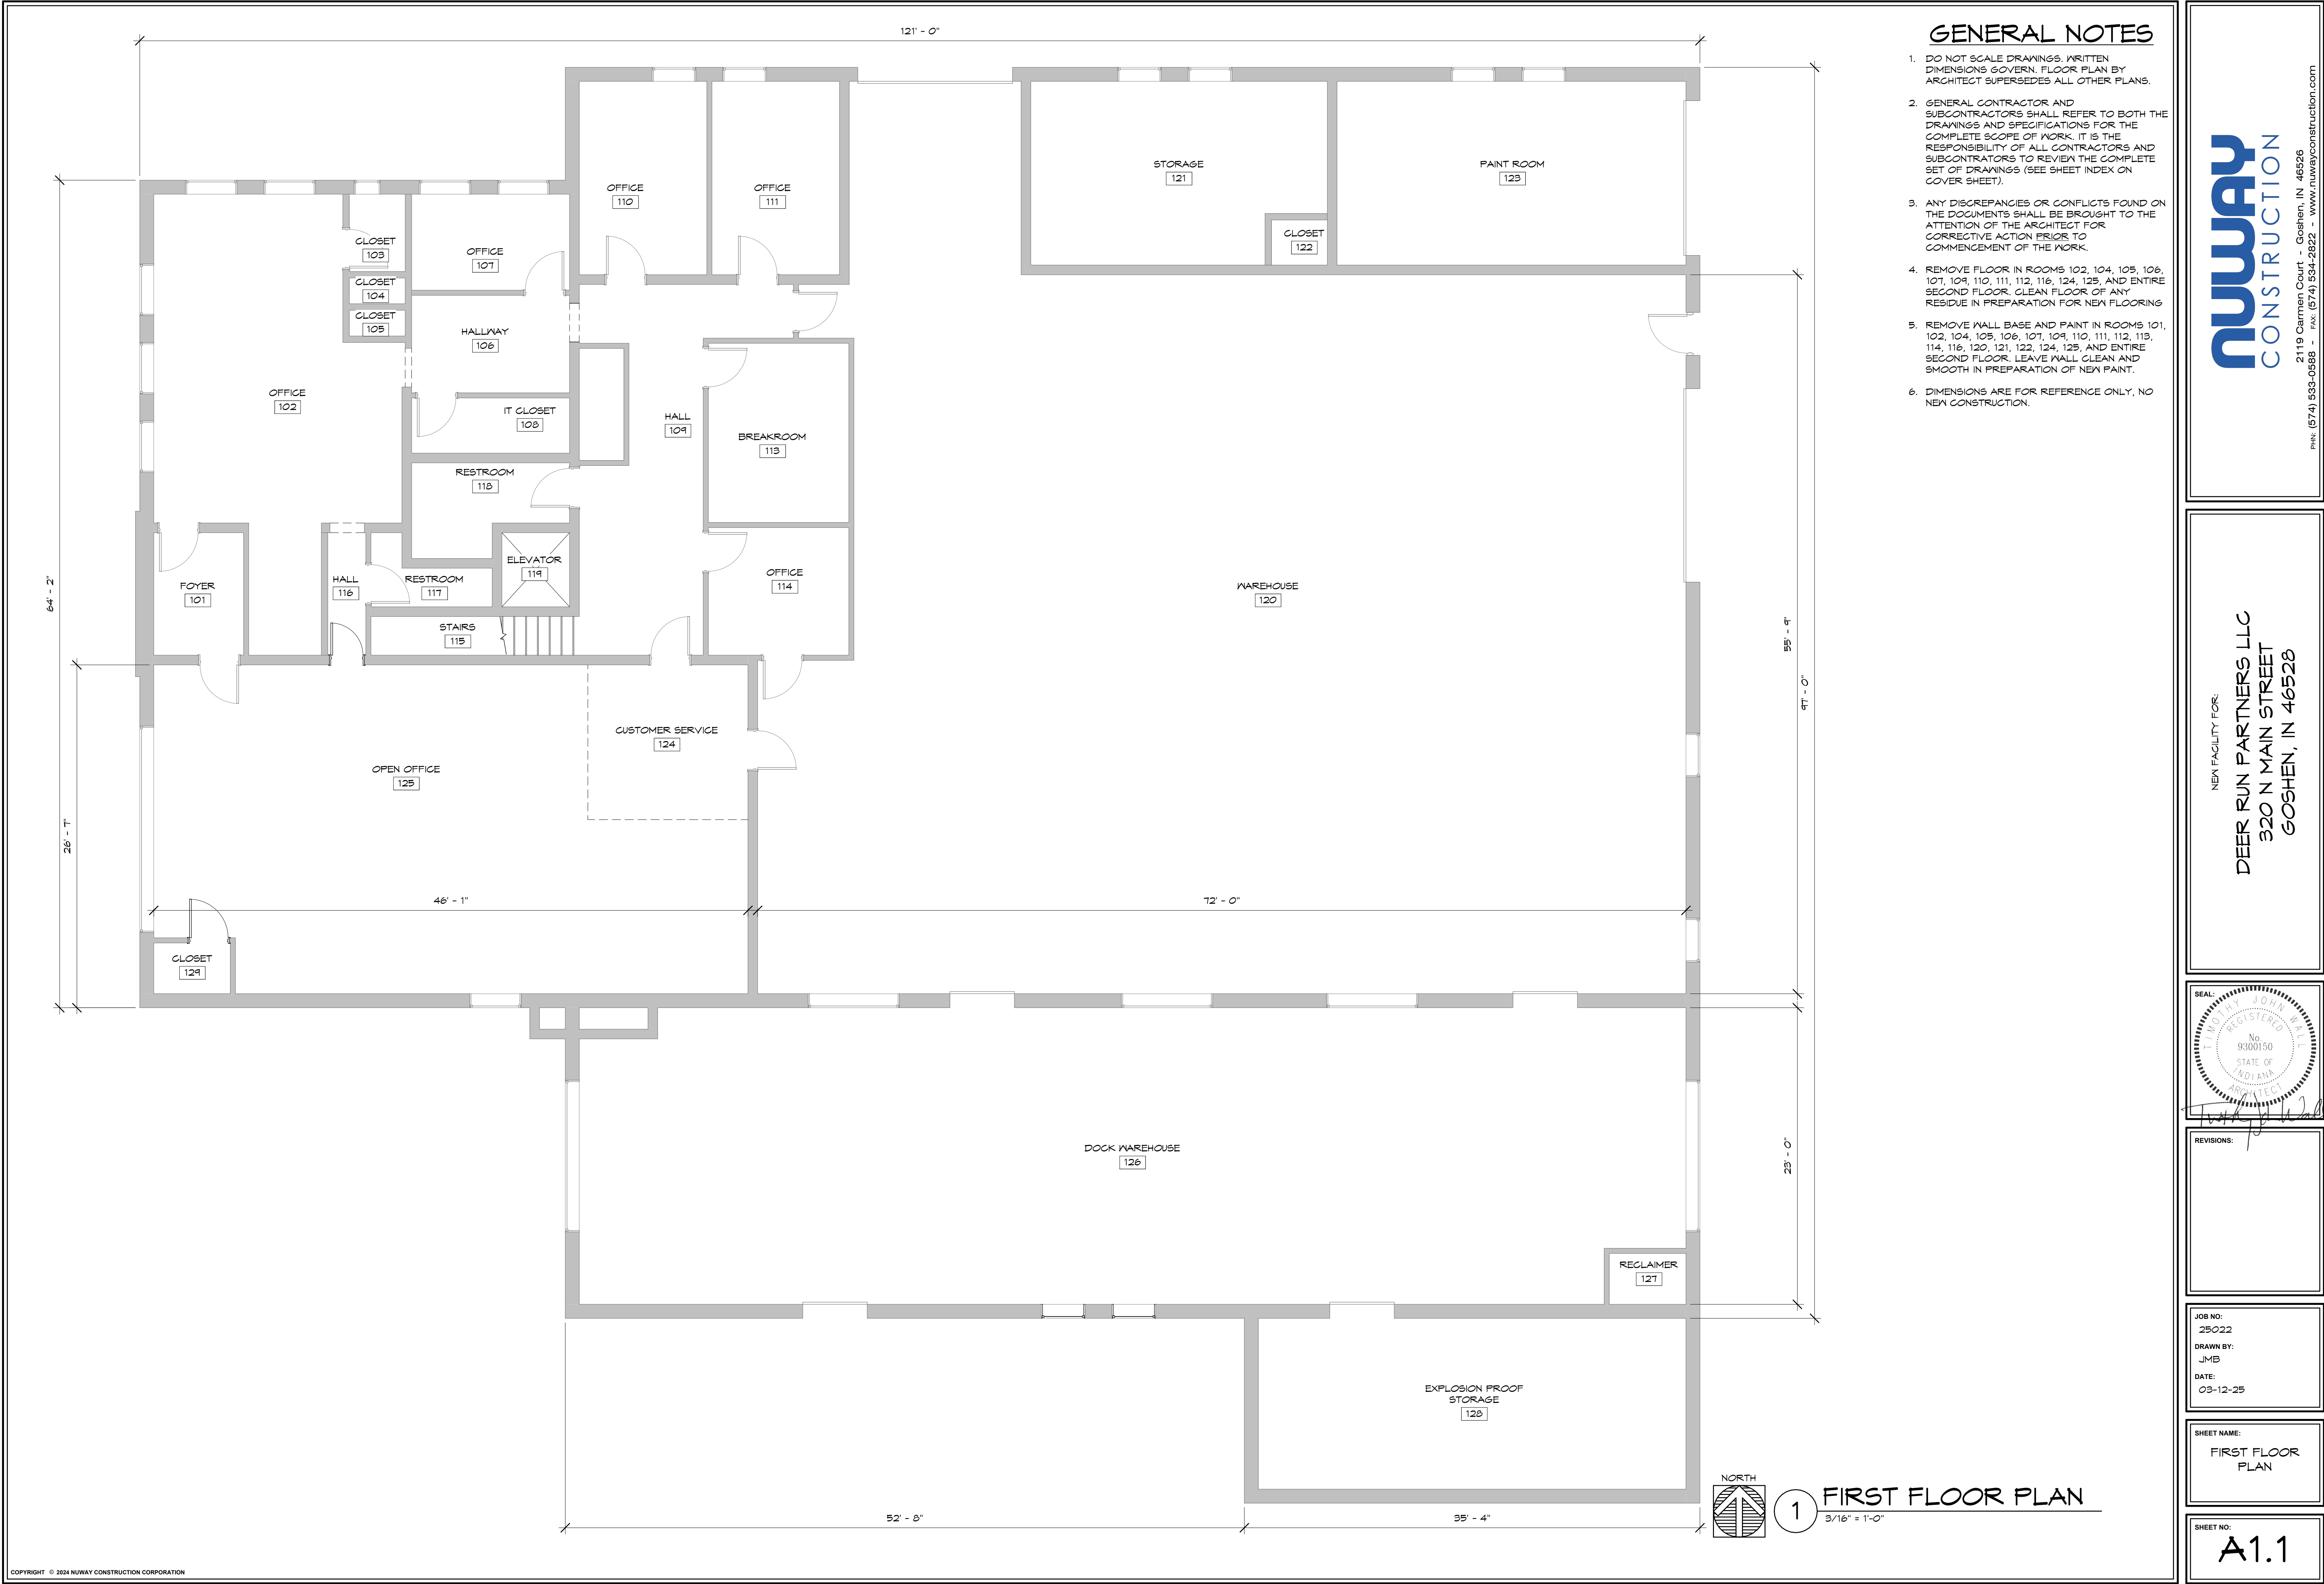 121' - 0"
GENERAL NOTES
1. DO NOT SCALE DRAWINGS. WRITTEN
DIMENSIONS GOVERN. FLOOR PLAN BY
ARCHITECT SUPERSEDES ALL OTHER PLANS.
2. GENERAL CONTRACTOR AND
SUBCONTRACTORS SHALL REFER TO BOTH THE
DRAWINGS AND SPECIFICATIONS FOR THE
COMPLETE SCOPE OF WORK. IT IS THE
RESPONSIBILITY OF ALL CONTRACTORS AND
SUBCONTRATORS TO REVIEW THE COMPLETE
SET OF DRAWINGS (SEE SHEET INDEX ON
COVER SHEET).
3. ANY DISCREPANCIES OR CONFLICTS FOUND ON
THE DOCUMENTS SHALL BE BROUGHT TO THE
ATTENTION OF THE ARCHITECT FOR
CORRECTIVE ACTION PRIOR TO
COMMENCEMENT OF THE WORK.
4. REMOVE FLOOR IN ROOMS 102, 104, 105, 106,
107, 109, 110, 111, 112, 116, 124, 125, AND ENTIRE
SECOND FLOOR. CLEAN FLOOR OF ANY
RESIDUE IN PREPARATION FOR NEW FLOORING
5. REMOVE WALL BASE AND PAINT IN ROOMS 101,
102, 104, 105, 106, 107, 109, 110, 111, 112, 113,
114, 116, 120, 121, 122, 124, 125, AND ENTIRE
SECOND FLOOR. LEAVE WALL CLEAN AND
SMOOTH IN PREPARATION OF NEW PAINT.
6. DIMENSIONS ARE FOR REFERENCE ONLY, NO
NEW CONSTRUCTION.
STORAGE
121
PAINT ROOM
123
OFFICE
110
OFFICE
111
CLOSET
122
CLOSET
103
OFFICE
107
CLOSET
104
CLOSET
105
HALLWAY
106
OFFICE
102
IT CLOSET
108
HALL
109
BREAKROOM
113
RESTROOM
118
ELEVATOR
119
OFFICE
114
FOYER
101
HALL
116
RESTROOM
117
WAREHOUSE
120
STAIRS
115
64' - 2"
55' - 9"
97' - 0"
CUSTOMER SERVICE
124
OPEN OFFICE
125
26' - 7"
46' - 1"
72' - 0"
CLOSET
129
DOCK WAREHOUSE
126
23' - 0"
RECLAIMER
127
EXPLOSION PROOF
STORAGE
128
52' - 8"
35' - 4"
NORTH
1
FIRST FLOOR PLAN
3/16" = 1'-0"
COPYRIGHT © 2024 NUWAY CONSTRUCTION CORPORATION
NUWAY
CONSTRUCTION
2119 Carmen Court - Goshen, IN 46526
PHN: (574) 533-0588 - FAX: (574) 534-2822 - www.nuwayconstruction.com
NEW FACILITY FOR:
DEER RUN PARTNERS LLC
320 N MAIN STREET
GOSHEN, IN 46528
SEAL:
TIMOTHY JOHN WALL
REGISTERED
No.
9300150
STATE OF
INDIANA
ARCHITECT
REVISIONS:
JOB NO:
25022
DRAWN BY:
JMB
DATE:
03-12-25
SHEET NAME:
FIRST FLOOR
PLAN
SHEET NO:
A1.1